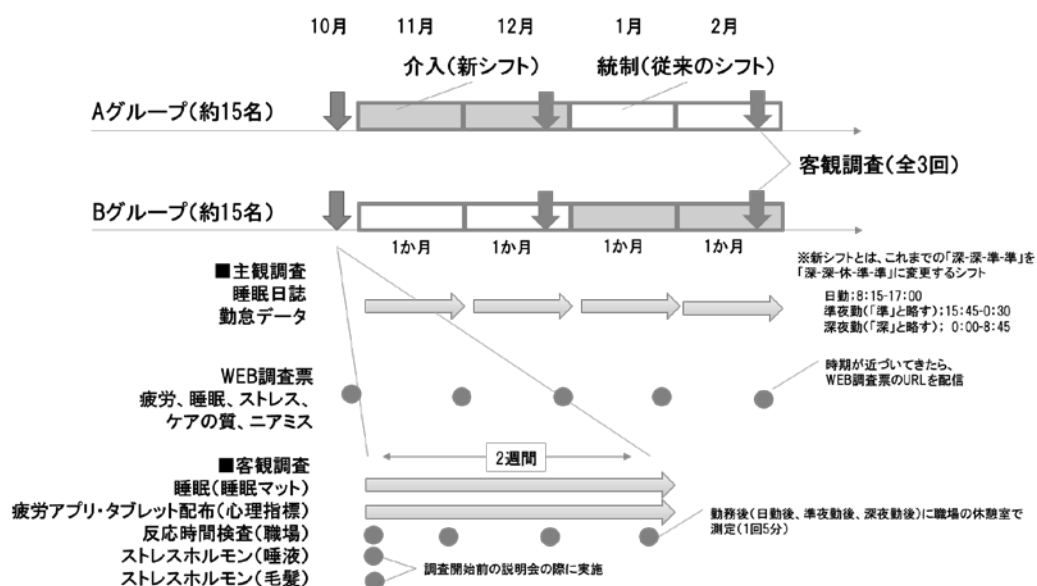 10月 11月 12月 1月 2月
介入(新シフト) 統制(従来のシフト)
Aグループ(約15名)
客観調査(全3回)
Bグループ(約15名)
1か月 1か月 1か月 1か月
※新シフトとは、これまでの「深-深-準-準」を
「深-深-休-準-準」に変更するシフト
日勤;8:15-17:00
準夜勤(「準」と略す);15:45-0:30
深夜勤(「深」と略す); 0:00-8:45
■主観調査
睡眠日誌
勤怠データ
時期が近づいてきたら、
WEB調査票のURLを配信
WEB調査票
疲労、睡眠、ストレス、
ケアの質、ニアミス
2週間
■客観調査
睡眠(睡眠マット)
疲労アプリ・タブレット配布(心理指標)
反応時間検査(職場)
勤務後(日勤後、準夜勤後、深夜勤後)に職場の休憩室で
測定(1回5分)
ストレスホルモン(唾液)
調査開始前の説明会の際に実施
ストレスホルモン(毛髪)